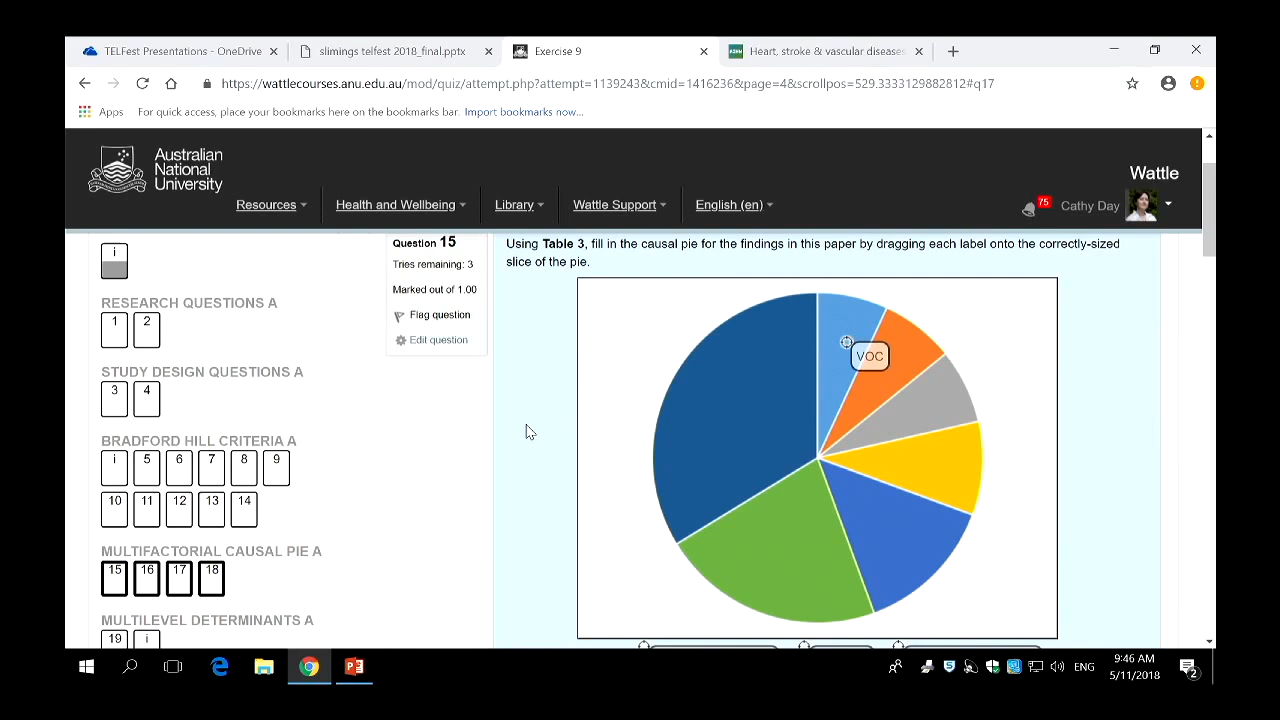 TELFest Presentations - OneDrive
slimings telfest 2018_final.pptx
Exercise 9
Heart, stroke & vascular diseases
https://wattlecourses.anu.edu.au/mod/quiz/attempt.php?attempt=1139243&cmid=1416236&page=4&scrollpos=529.3333129882812#q17
Apps For quick access, place your bookmarks here on the bookmarks bar. Import bookmarks now...
Australian
National
University
Wattle
Resources
Health and Wellbeing
Library
Wattle Support
English (en)
75
Cathy Day
i
RESEARCH QUESTIONS A
1 2
STUDY DESIGN QUESTIONS A
3 4
BRADFORD HILL CRITERIA A
i 5 6 7 8 9
10 11 12 13 14
MULTIFACTORIAL CAUSAL PIE A
15 16 17 18
MULTILEVEL DETERMINANTS A
19 i
Question 15
Tries remaining: 3
Marked out of 1.00
Flag question
Edit question
Using Table 3, fill in the causal pie for the findings in this paper by dragging each label onto the correctly-sized
slice of the pie.
VOC
ENG
9:46 AM
5/11/2018
2